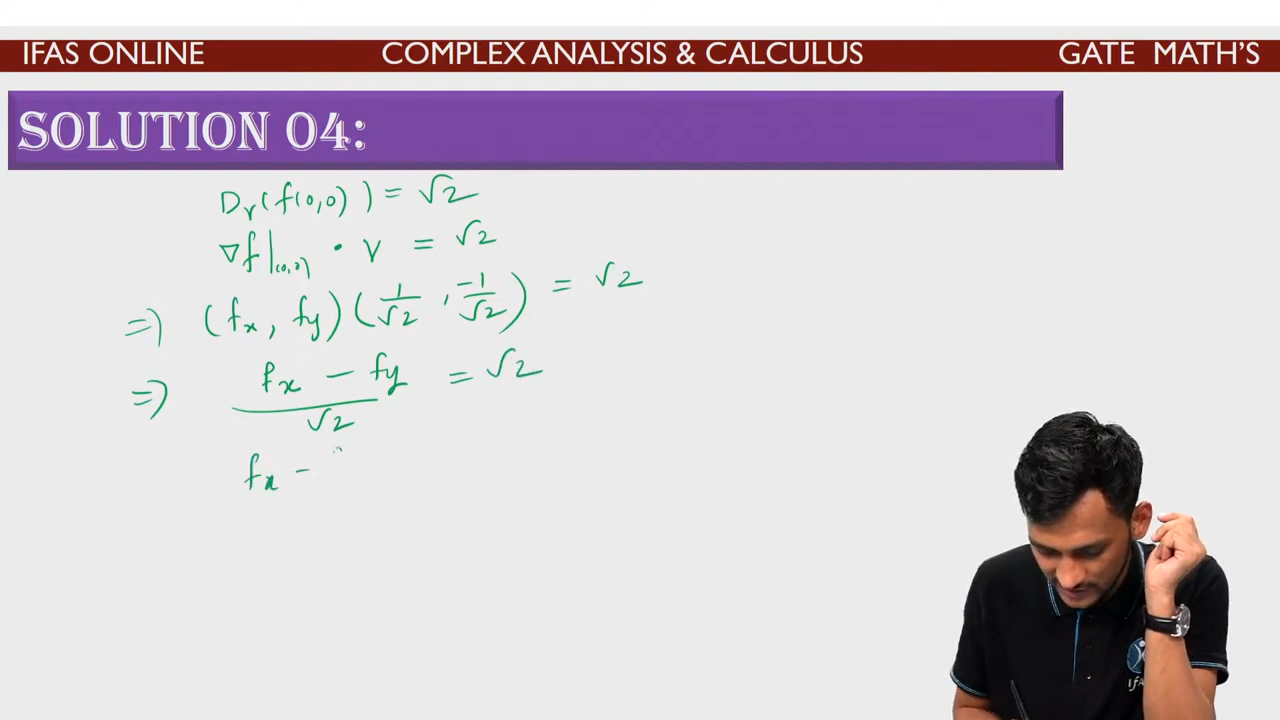 IFAS ONLINE COMPLEX ANALYSIS & CALCULUS GATE MATH'S
SOLUTION 04:
Dv(f(0,0)) = √2
∇f|(0,0) · v = √2
=> (fx, fy)(1/√2, -1/√2) = √2
=> (fx - fy)/√2 = √2
fx -